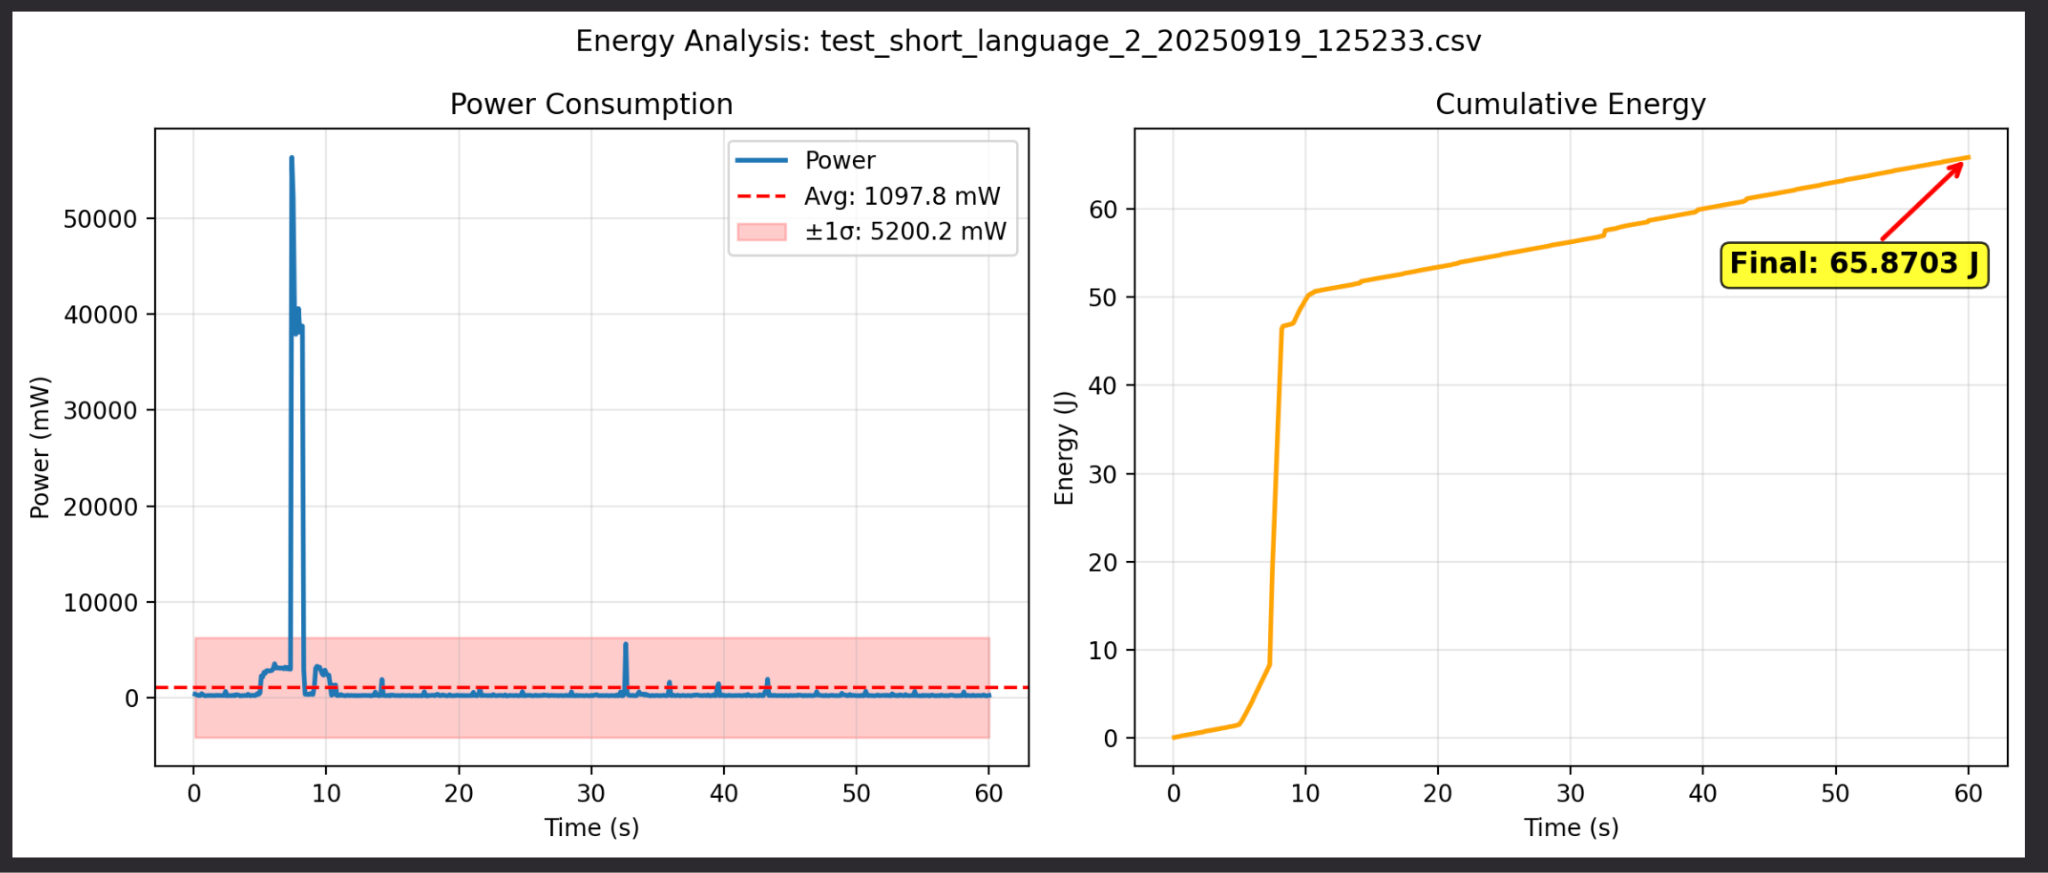 Energy Analysis: test_short_language_2_20250919_125233.csv
Power Consumption
Power
Avg: 1097.8 mW
±1σ: 5200.2 mW
Power (mW)
50000
40000
30000
20000
10000
0
0 10 20 30 40 50 60
Time (s)
Cumulative Energy
Final: 65.8703 J
Energy (J)
60
50
40
30
20
10
0
0 10 20 30 40 50 60
Time (s)